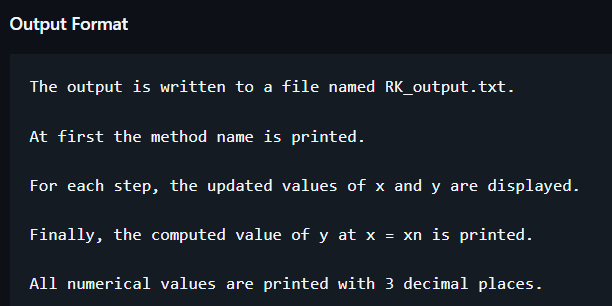 Output Format
The output is written to a file named RK_output.txt.
At first the method name is printed.
For each step, the updated values of x and y are displayed.
Finally, the computed value of y at x = xn is printed.
All numerical values are printed with 3 decimal places.